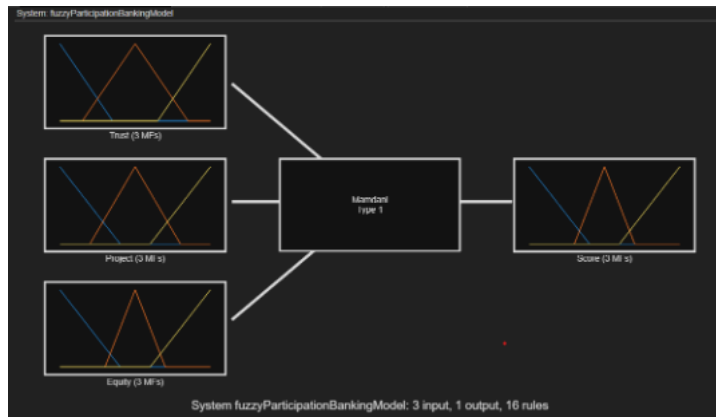 System: fuzzyParticipationBankingModel
Trust (3 MFs)
Project (3 MFs)
Equity (3 MFs)
Mamdani
Type 1
Score (3 MFs)
System fuzzyParticipationBankingModel: 3 input, 1 output, 16 rules